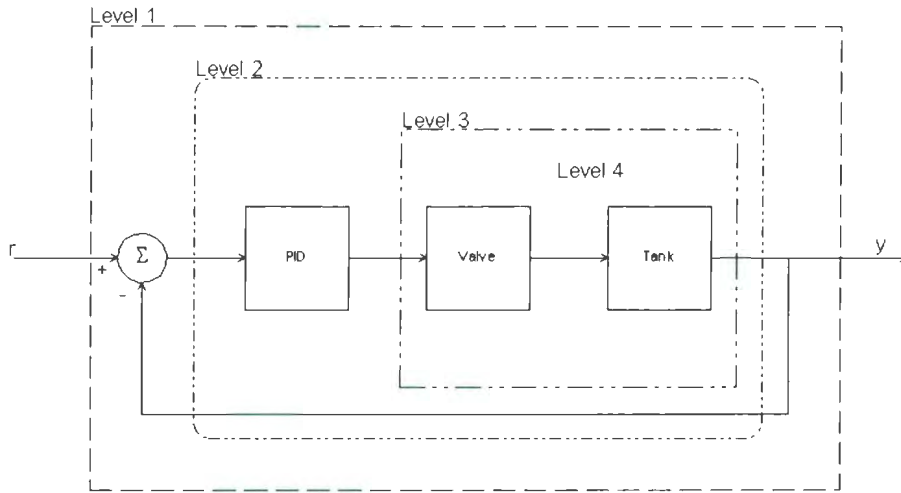 Level 1
Level 2
Level 3
Level 4
r
+
Σ
-
PID
Valve
Tank
y